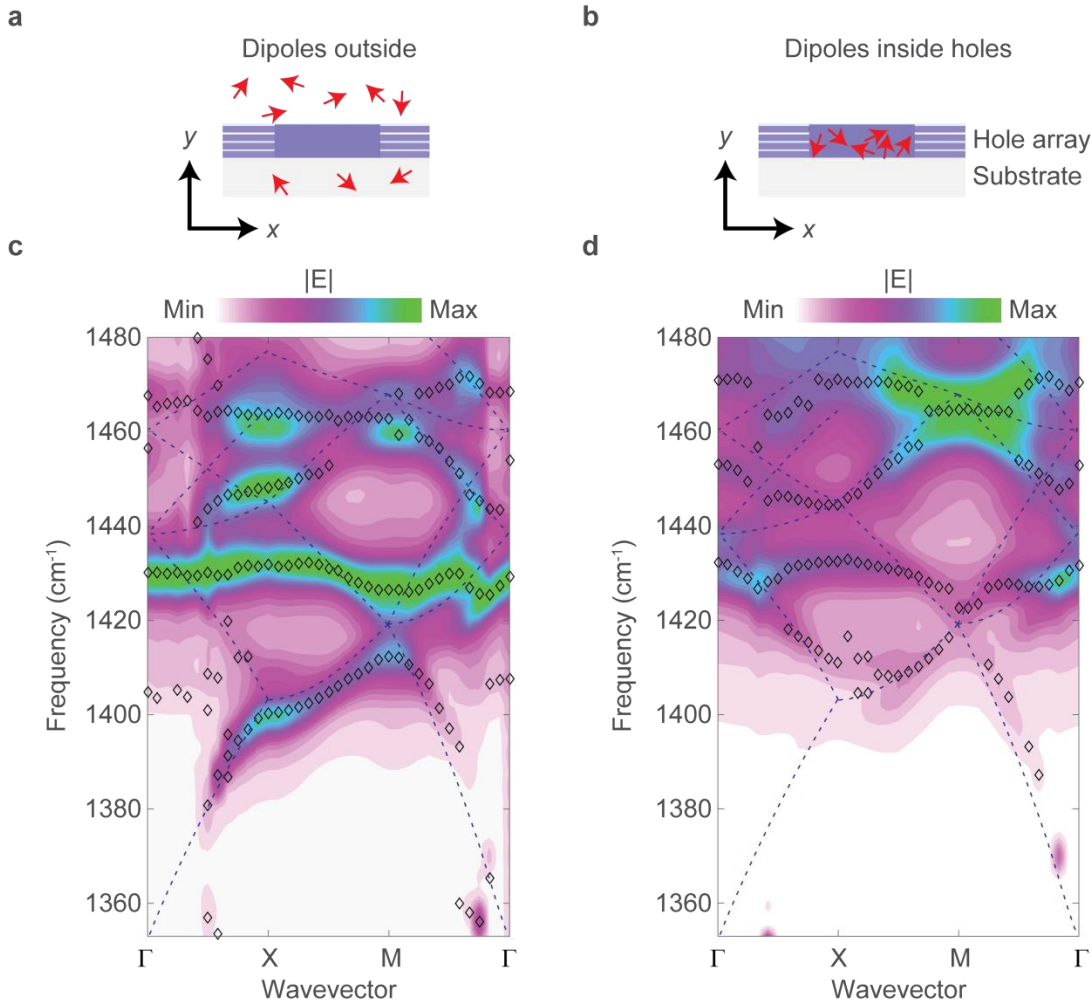 a
Dipoles outside
y
x
b
Dipoles inside holes
y
Hole array
Substrate
x
c
|E|
Min
Max
1480
1460
1440
1420
1400
1380
1360
Frequency (cm⁻¹)
Γ
X
M
Γ
Wavevector
d
|E|
Min
Max
1480
1460
1440
1420
1400
1380
1360
Frequency (cm⁻¹)
Γ
X
M
Γ
Wavevector